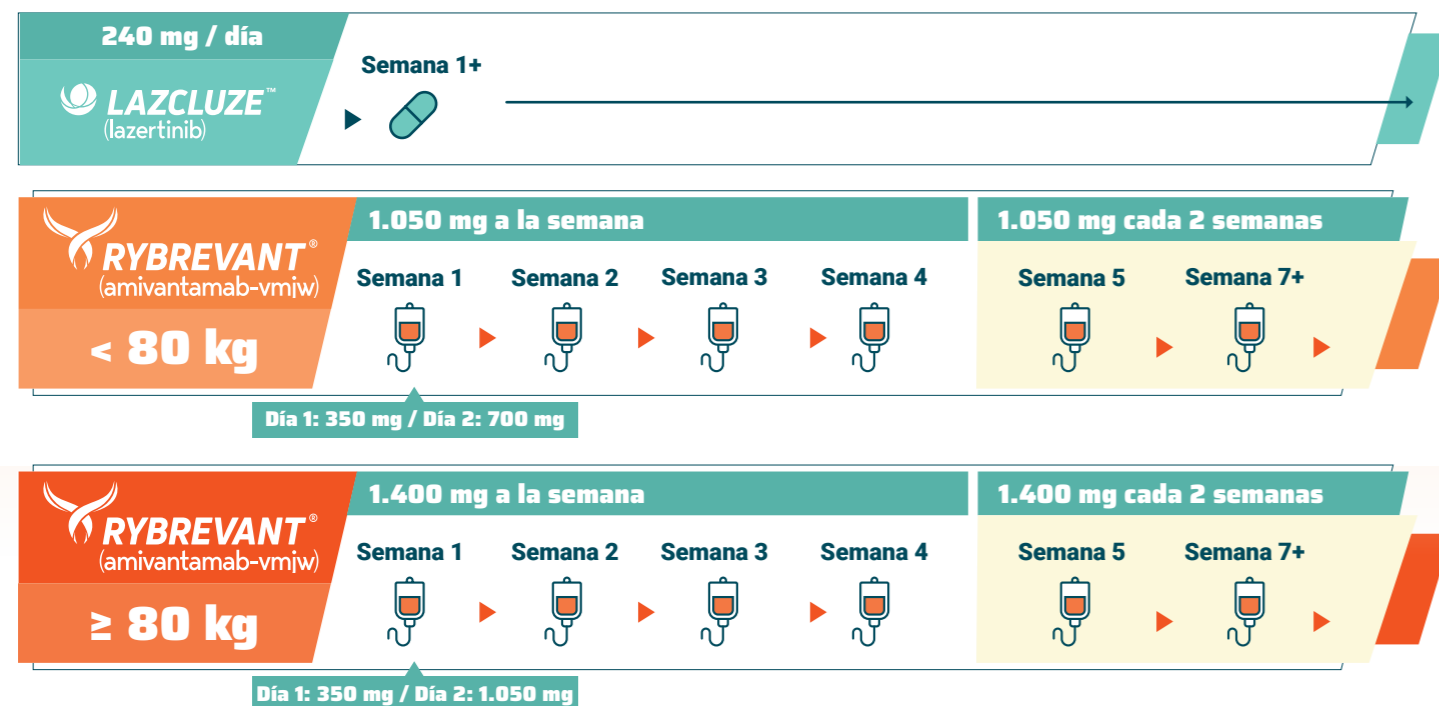 240 mg / día
LAZCLUZE™
(lazertinib)
Semana 1+
RYBREVANT®
(amivantamab-vmjw)
< 80 kg
1.050 mg a la semana
1.050 mg cada 2 semanas
Semana 1
Semana 2
Semana 3
Semana 4
Semana 5
Semana 7+
Día 1: 350 mg / Día 2: 700 mg
RYBREVANT®
(amivantamab-vmjw)
≥ 80 kg
1.400 mg a la semana
1.400 mg cada 2 semanas
Semana 1
Semana 2
Semana 3
Semana 4
Semana 5
Semana 7+
Día 1: 350 mg / Día 2: 1.050 mg